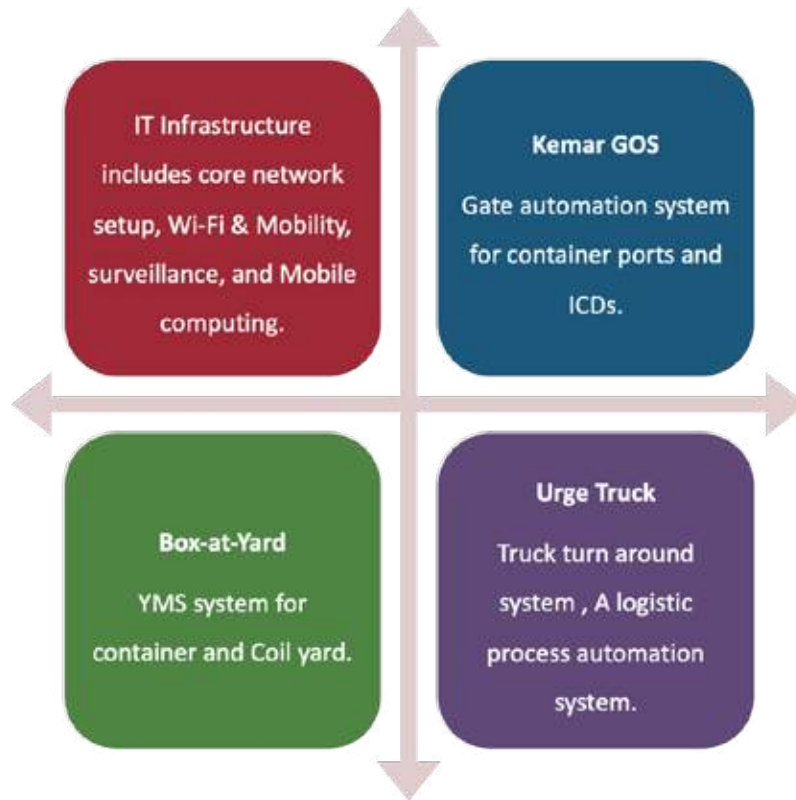 IT Infrastructure
includes core network
setup, Wi-Fi & Mobility,
surveillance, and Mobile
computing.
Kemar GOS
Gate automation system
for container ports and
ICDs.
Box-at-Yard
YMS system for
container and Coil yard.
Urge Truck
Truck turn around
system , A logistic
process automation
system.